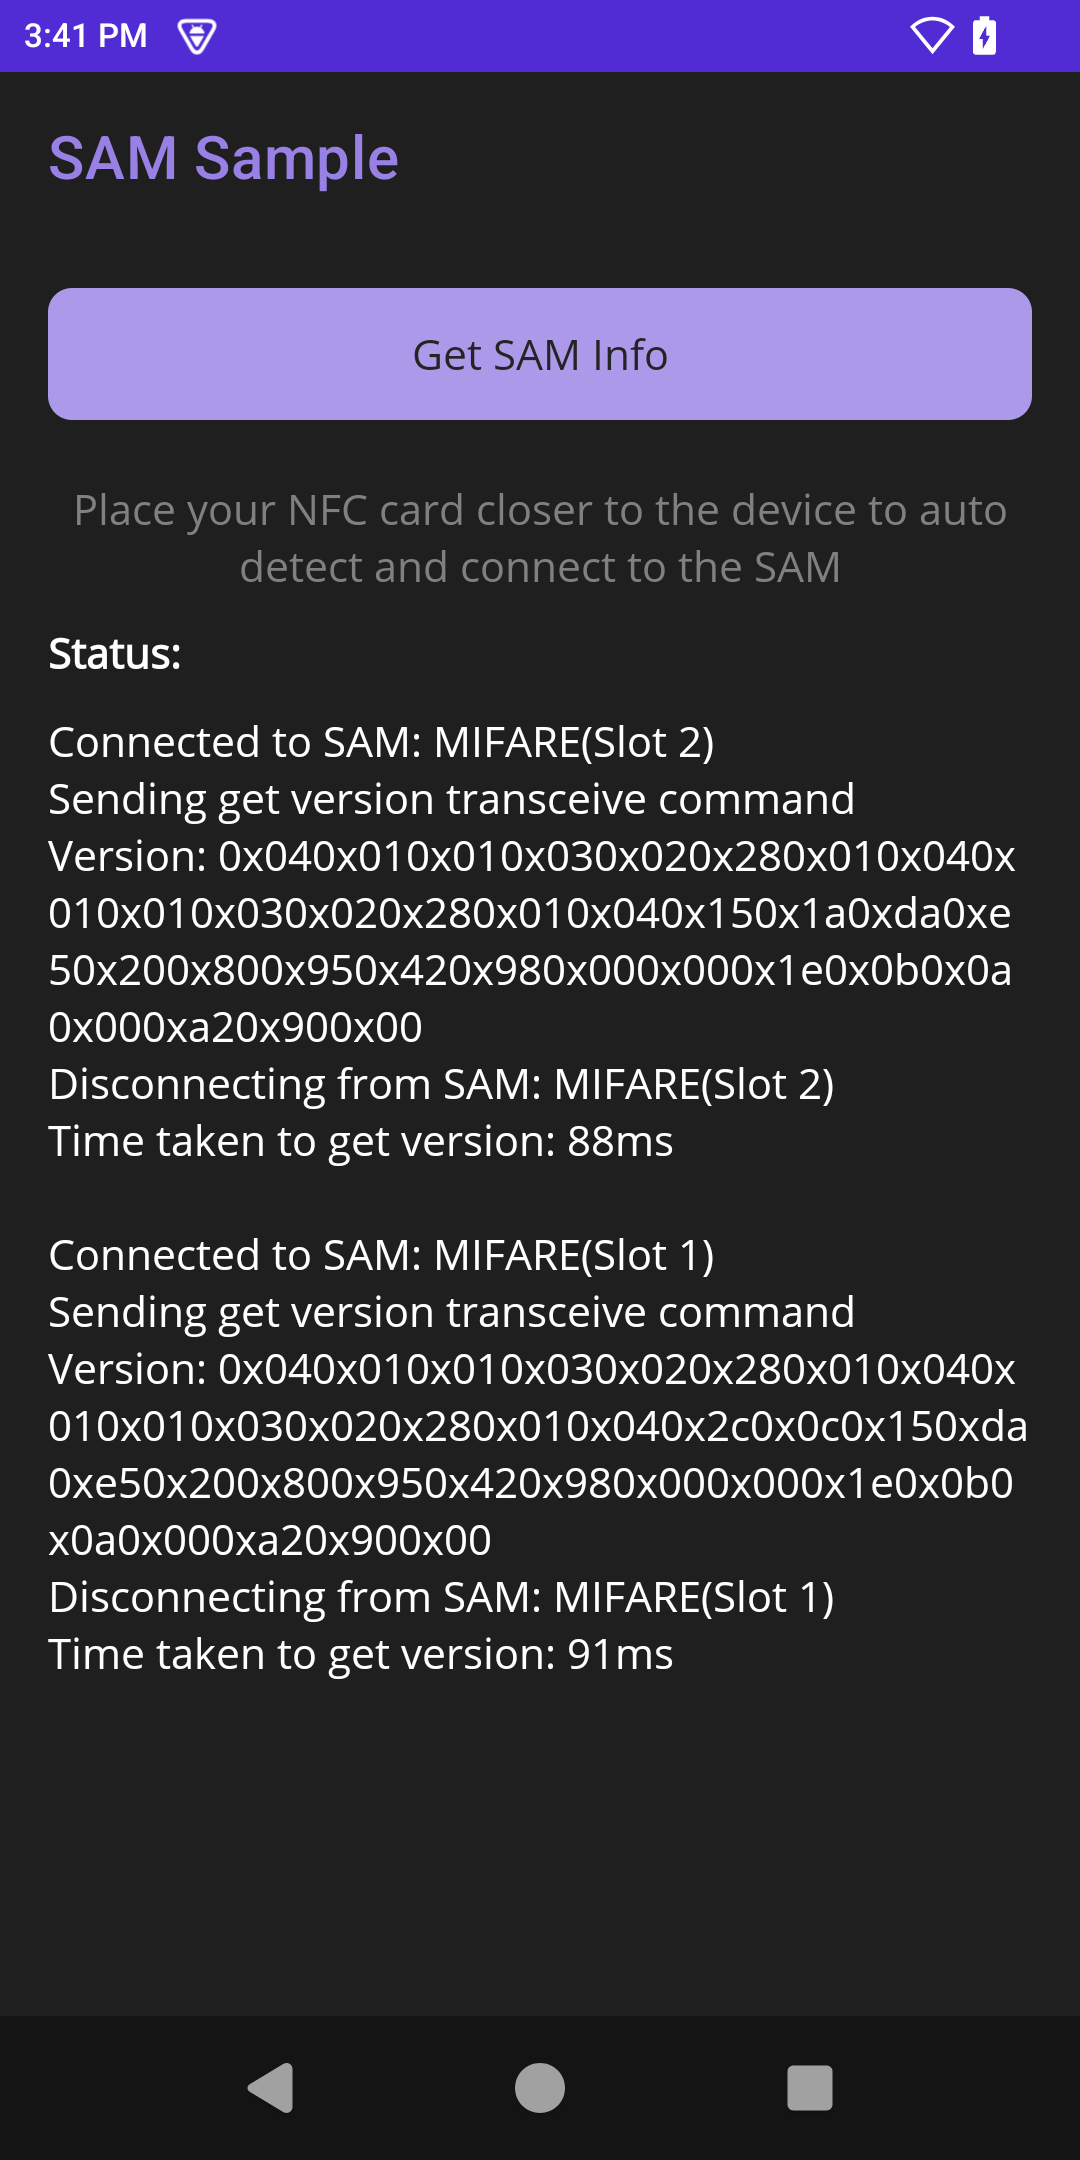 3:41 PM
SAM Sample
Get SAM Info
Place your NFC card closer to the device to auto
detect and connect to the SAM
Status:
Connected to SAM: MIFARE(Slot 2)
Sending get version transceive command
Version: 0x040x010x010x030x020x280x010x040x
010x010x030x020x280x010x040x150x1a0xda0xe
50x200x800x950x420x980x000x000x1e0x0b0x0a
0x000xa20x900x00
Disconnecting from SAM: MIFARE(Slot 2)
Time taken to get version: 88ms
Connected to SAM: MIFARE(Slot 1)
Sending get version transceive command
Version: 0x040x010x010x030x020x280x010x040x
010x010x030x020x280x010x040x2c0x0c0x150xda
0xe50x200x800x950x420x980x000x000x1e0x0b0
x0a0x000xa20x900x00
Disconnecting from SAM: MIFARE(Slot 1)
Time taken to get version: 91ms